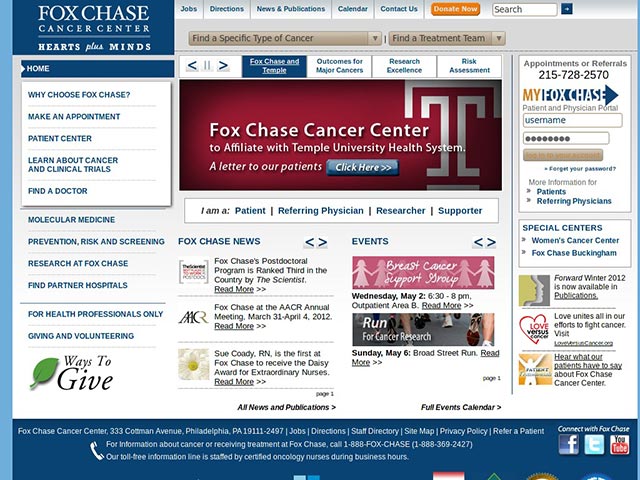 FOX CHASE
CANCER CENTER
HEARTS plus MINDS
Jobs
Directions
News & Publications
Calendar
Contact Us
Donate Now
Search
Find a Specific Type of Cancer
|
Find a Treatment Team
HOME
WHY CHOOSE FOX CHASE?
MAKE AN APPOINTMENT
PATIENT CENTER
LEARN ABOUT CANCER
AND CLINICAL TRIALS
FIND A DOCTOR
MOLECULAR MEDICINE
PREVENTION, RISK AND SCREENING
RESEARCH AT FOX CHASE
FIND PARTNER HOSPITALS
FOR HEALTH PROFESSIONALS ONLY
GIVING AND VOLUNTEERING
Ways To
Give
Fox Chase and
Temple
Outcomes for
Major Cancers
Research
Excellence
Risk
Assessment
Fox Chase Cancer Center
to Affiliate with Temple University Health System.
A letter to our patients
Click Here >>
I am a: Patient | Referring Physician | Researcher | Supporter
FOX CHASE NEWS
< >
TheScientist
BEST PLACES
TO WORK
POSTDOCS
Fox Chase's Postdoctoral
Program is Ranked Third in the
Country by The Scientist.
Read More >>
AACR
Fox Chase at the AACR Annual
Meeting, March 31-April 4, 2012.
Read More >>
Sue Coady, RN, is the first at
Fox Chase to receive the Daisy
Award for Extraordinary Nurses.
Read More >>
page 1
All News and Publications >
EVENTS
< >
Breast Cancer
Support Group
Wednesday, May 2: 6:30 - 8 pm,
Outpatient Area B. Read More >>
Run
For Cancer Research
Sunday, May 6: Broad Street Run. Read
More >>
page 1
Full Events Calendar >
Appointments or Referrals
215-728-2570
MYFOX CHASE
Patient and Physician Portal
username
log in to your account
» Forget your password?
More Information for
» Patients
» Referring Physicians
SPECIAL CENTERS
» Women's Cancer Center
» Fox Chase Buckingham
Forward Winter 2012
is now available in
Publications.
LOVE
VERSUS
CANCER
Love unites all in our
efforts to fight cancer.
Visit
LoveVersusCancer.org
PATIENT
Hear what our
patients have to say
about Fox Chase
Cancer Center.
Fox Chase Cancer Center, 333 Cottman Avenue, Philadelphia, PA 19111-2497 | Jobs | Directions | Staff Directory | Site Map | Privacy Policy | Refer a Patient
For Information about cancer or receiving treatment at Fox Chase, call 1-888-FOX-CHASE (1-888-369-2427)
Our toll-free information line is staffed by certified oncology nurses during business hours.
Connect with Fox Chase
f
You
Tube